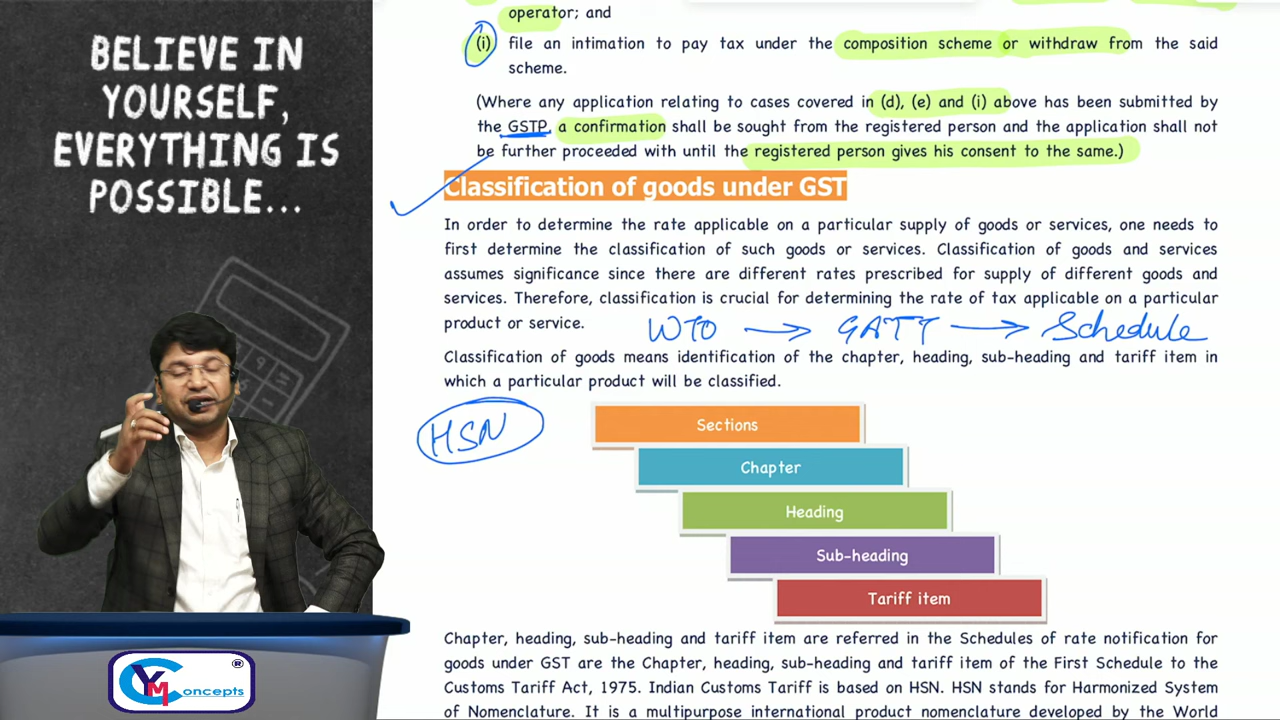 BELIEVE IN
YOURSELF,
EVERYTHING IS
POSSIBLE...
operator; and
(i) file an intimation to pay tax under the composition scheme or withdraw from the said
scheme.
(Where any application relating to cases covered in (d), (e) and (i) above has been submitted by
the GSTP, a confirmation shall be sought from the registered person and the application shall not
be further proceeded with until the registered person gives his consent to the same.)
Classification of goods under GST
In order to determine the rate applicable on a particular supply of goods or services, one needs to
first determine the classification of such goods or services. Classification of goods and services
assumes significance since there are different rates prescribed for supply of different goods and
services. Therefore, classification is crucial for determining the rate of tax applicable on a particular
product or service.
WTO → GATT → Schedule
Classification of goods means identification of the chapter, heading, sub-heading and tariff item in
which a particular product will be classified.
HSN
Sections
Chapter
Heading
Sub-heading
Tariff item
Chapter, heading, sub-heading and tariff item are referred in the Schedules of rate notification for
goods under GST are the Chapter, heading, sub-heading and tariff item of the First Schedule to the
Customs Tariff Act, 1975. Indian Customs Tariff is based on HSN. HSN stands for Harmonized System
of Nomenclature. It is a multipurpose international product nomenclature developed by the World
CYM oncepts ®